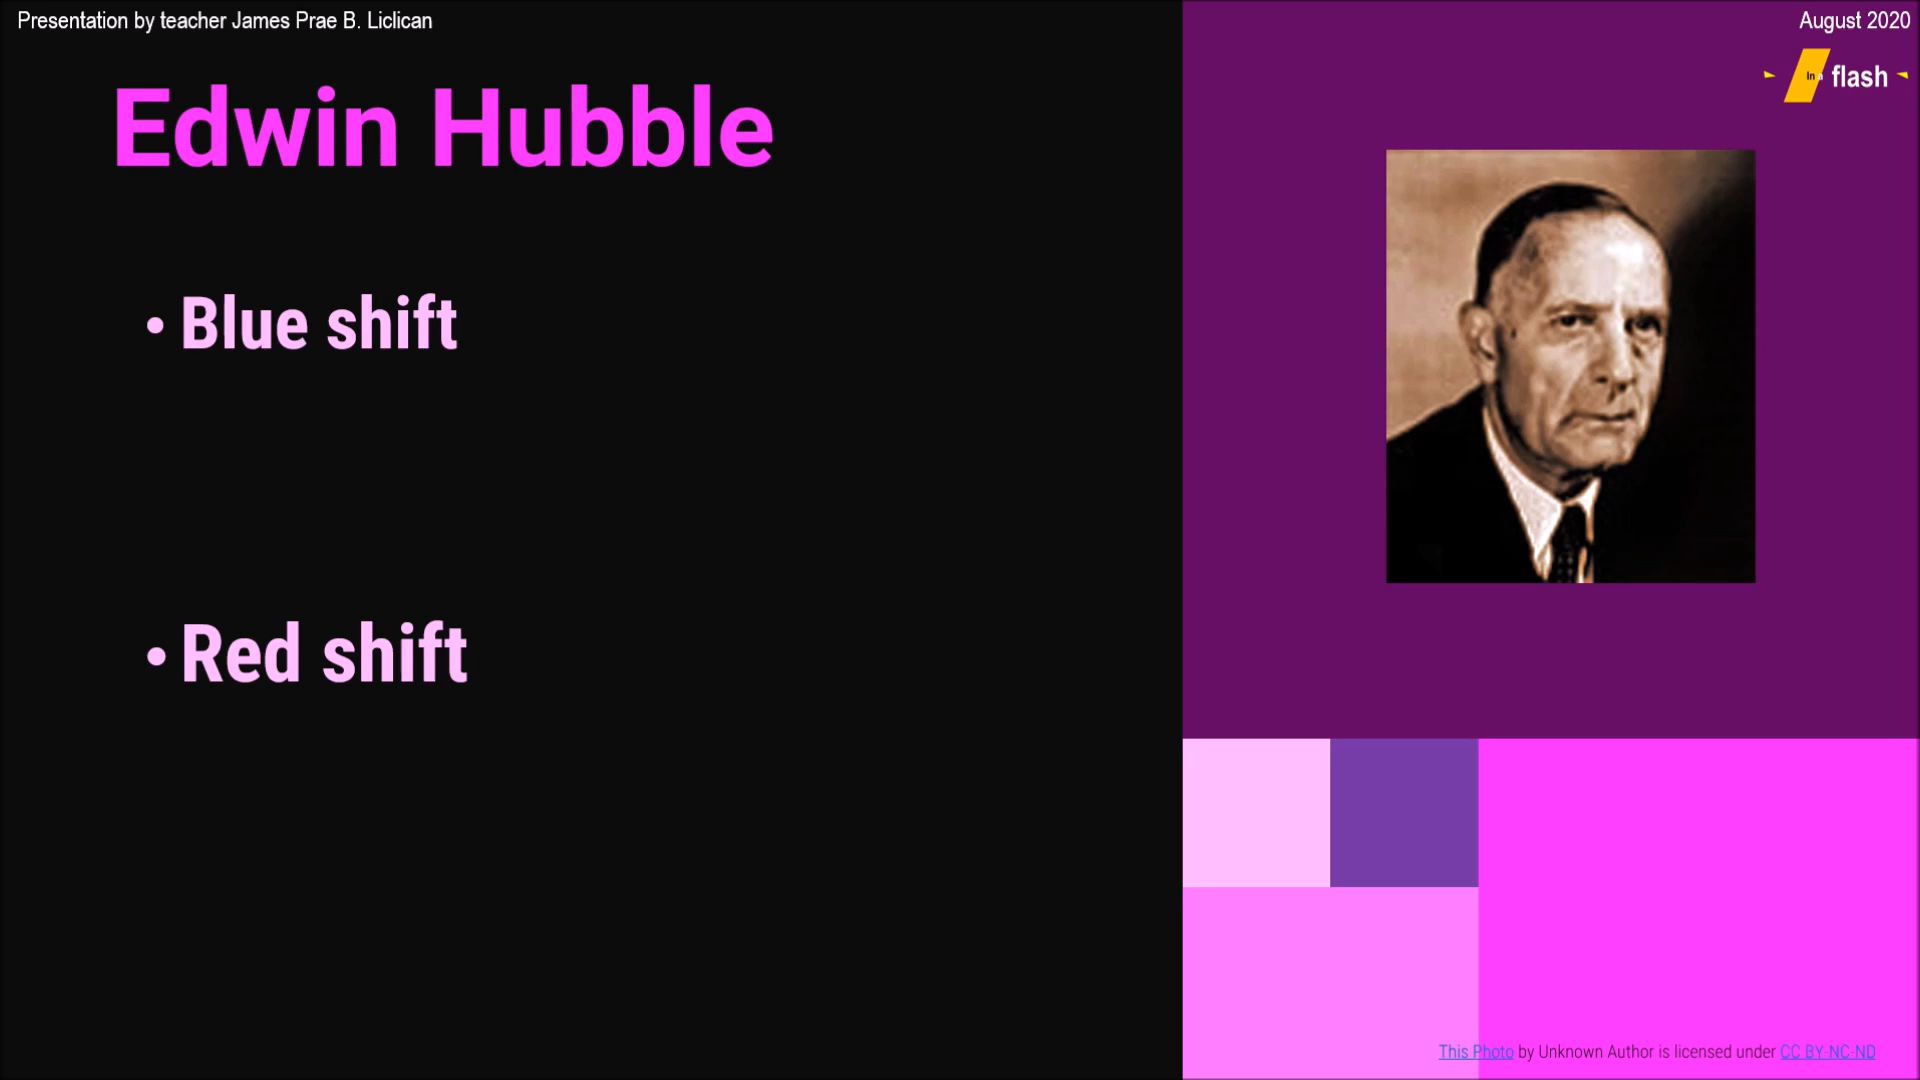 Presentation by teacher James Prae B. Liclican
August 2020
In a flash
Edwin Hubble
• Blue shift
• Red shift
This Photo by Unknown Author is licensed under CC BY-NC-ND